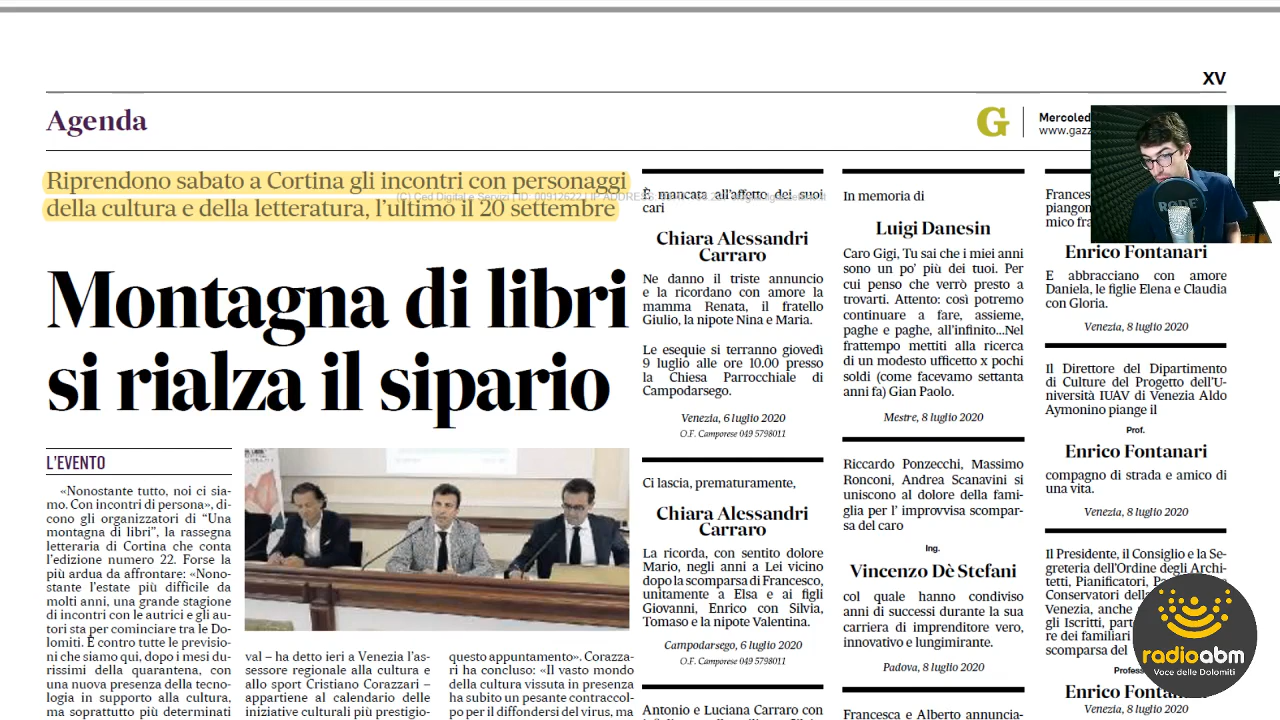 XV
Agenda
G
Mercoled
www.gazz
Riprendono sabato a Cortina gli incontri con personaggi
della cultura e della letteratura, l'ultimo il 20 settembre
Montagna di libri
si rialza il sipario
L'EVENTO
«Nonostante tutto, noi ci sia-
mo. Con incontri di persona», di-
cono gli organizzatori di "Una
montagna di libri", la rassegna
letteraria di Cortina che conta
l'edizione numero 22. Forse la
più ardua da affrontare: «Nono-
stante l'estate più difficile da
molti anni, una grande stagione
di incontri con le autrici e gli au-
tori sta per cominciare tra le Do-
lomiti. È contro tutte le previsio-
ni che siamo qui, dopo i mesi du-
rissimi della quarantena, con
una nuova presenza della tecno-
logia in supporto alla cultura,
ma soprattutto più determinati
val – ha detto ieri a Venezia l'as-
sessore regionale alla cultura e
allo sport Cristiano Corazzari –
appartiene al calendario delle
iniziative culturali più prestigio-
questo appuntamento». Corazza-
ri ha concluso: «Il vasto mondo
della cultura vissuta in presenza
ha subito un pesante contraccol-
po per il diffondersi del virus, ma
È mancata all'affetto dei suoi
cari
Chiara Alessandri
Carraro
Ne danno il triste annuncio
e la ricordano con amore la
mamma Renata, il fratello
Giulio, la nipote Nina e Maria.
Le esequie si terranno giovedì
9 luglio alle ore 10.00 presso
la Chiesa Parrocchiale di
Campodarsego.
Venezia, 6 luglio 2020
O.F. Camporese 049 5798011
Ci lascia, prematuramente,
Chiara Alessandri
Carraro
La ricorda, con sentito dolore
Mario, negli anni a Lei vicino
dopo la scomparsa di Francesco,
unitamente a Elsa e ai figli
Giovanni, Enrico con Silvia,
Tomaso e la nipote Valentina.
Campodarsego, 6 luglio 2020
O.F. Camporese 049 5798011
Antonio e Luciana Carraro con
In memoria di
Luigi Danesin
Caro Gigi, Tu sai che i miei anni
sono un po' più dei tuoi. Per
cui penso che verrò presto a
trovarti. Attento: così potremo
continuare a fare, assieme,
paghe e paghe, all'infinito...Nel
frattempo mettiti alla ricerca
di un modesto ufficetto x pochi
soldi (come facevamo settanta
anni fa) Gian Paolo.
Mestre, 8 luglio 2020
Riccardo Ponzecchi, Massimo
Ronconi, Andrea Scanavini si
uniscono al dolore della fami-
glia per l' improvvisa scompar-
sa del caro
Ing.
Vincenzo Dè Stefani
col quale hanno condiviso
anni di successi durante la sua
carriera di imprenditore vero,
innovativo e lungimirante.
Padova, 8 luglio 2020
Francesca e Alberto annuncia-
Frances
piangon
mico fra
Enrico Fontanari
E abbracciano con amore
Daniela, le figlie Elena e Claudia
con Gloria.
Venezia, 8 luglio 2020
Il Direttore del Dipartimento
di Culture del Progetto dell'U-
niversità IUAV di Venezia Aldo
Aymonino piange il
Prof.
Enrico Fontanari
compagno di strada e amico di
una vita.
Venezia, 8 luglio 2020
Il Presidente, il Consiglio e la Se-
greteria dell'Ordine degli Archi-
tetti, Pianificatori,
Conservatori della
Venezia, anche
gli Iscritti, part
re dei familiari
scomparsa del
Profess
Enrico Fontanari
Venezia, 8 luglio 2020
RODE
radioabm
Voce delle Dolomiti